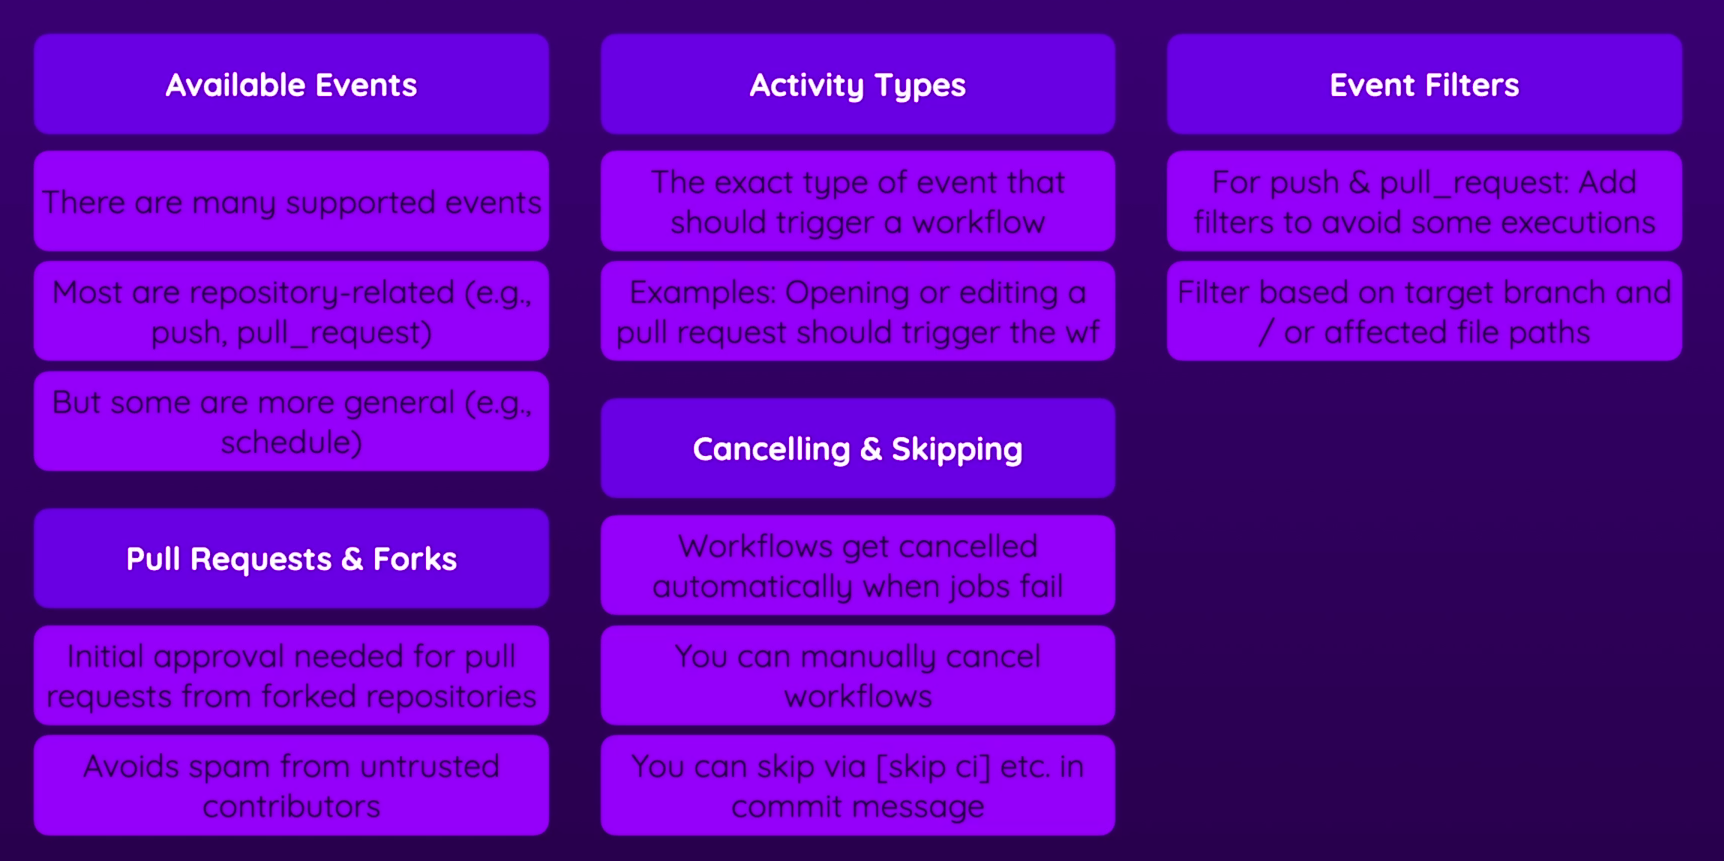 Available Events
There are many supported events
Most are repository-related (e.g.,
push, pull_request)
But some are more general (e.g.,
schedule)
Pull Requests & Forks
Initial approval needed for pull
requests from forked repositories
Avoids spam from untrusted
contributors
Activity Types
The exact type of event that
should trigger a workflow
Examples: Opening or editing a
pull request should trigger the wf
Cancelling & Skipping
Workflows get cancelled
automatically when jobs fail
You can manually cancel
workflows
You can skip via [skip ci] etc. in
commit message
Event Filters
For push & pull_request: Add
filters to avoid some executions
Filter based on target branch and
/ or affected file paths